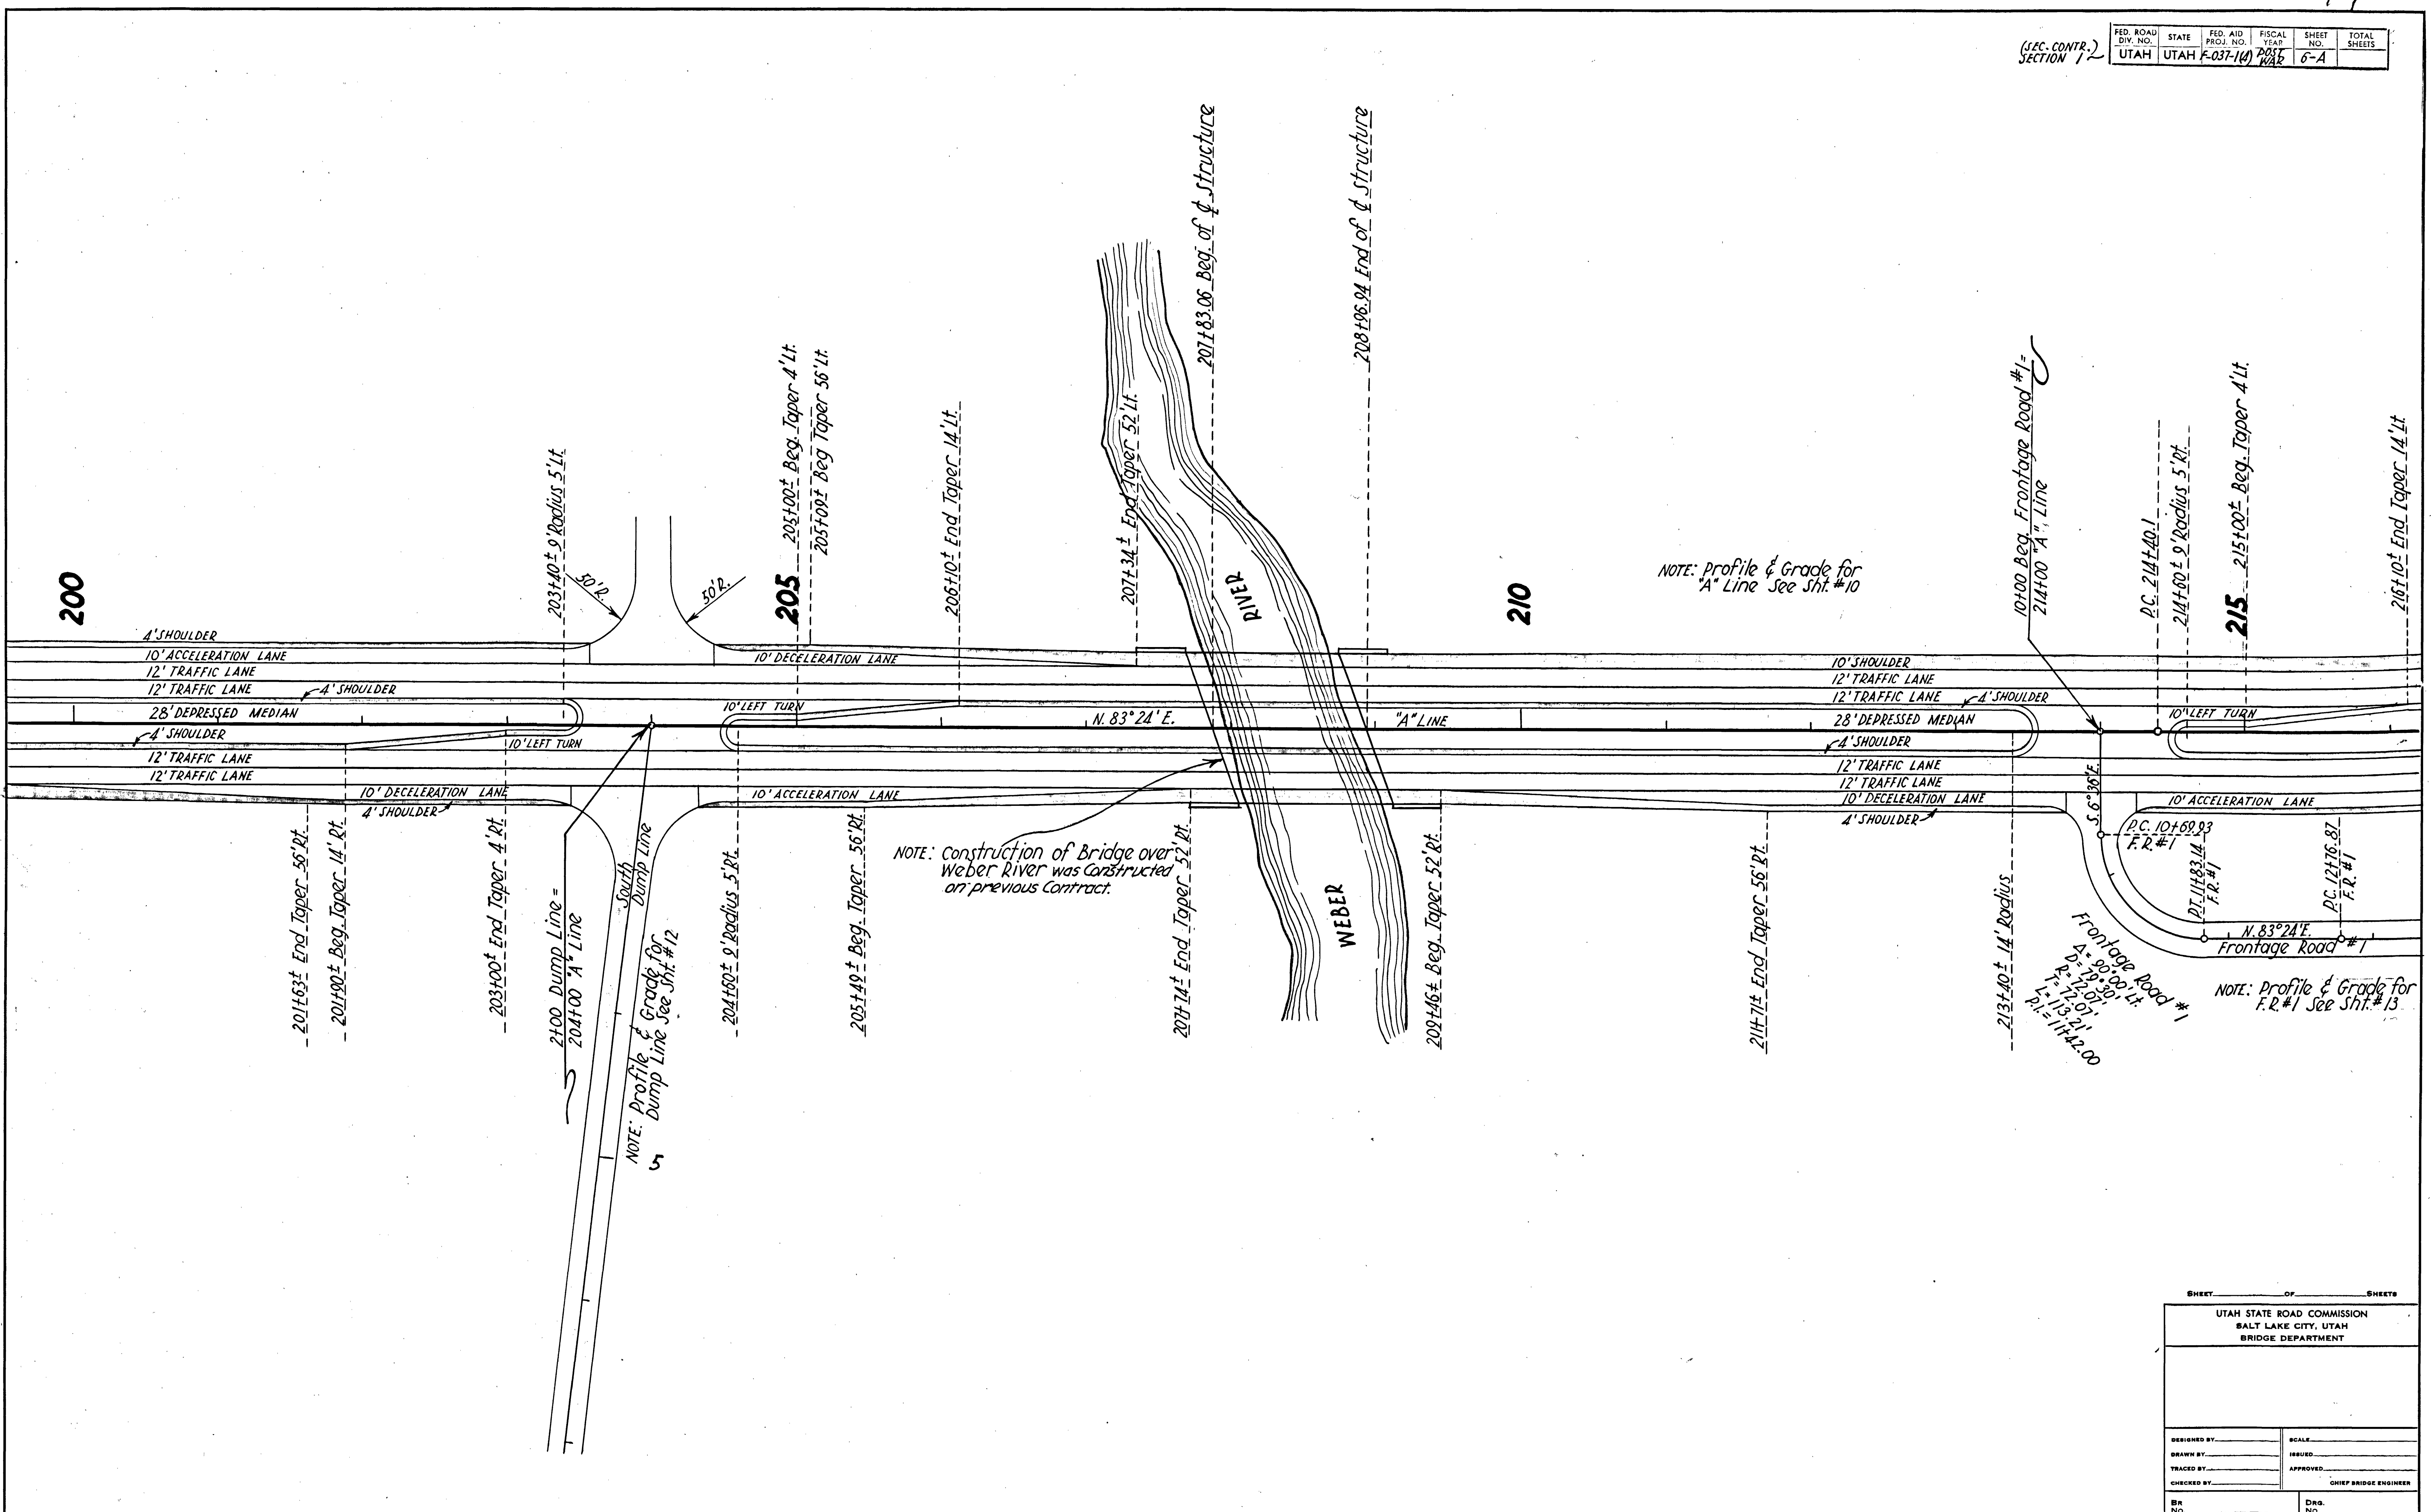 (SEC. CONTR.)
SECTION 12
FED. ROAD DIV. NO.
STATE
FED. AID PROJ. NO.
FISCAL YEAR
SHEET NO.
TOTAL SHEETS
UTAH
UTAH
F-037-1(4)
POST WAR
6-A
207+83.06 Beg. of ₵ Structure
208+96.94 End of ₵ Structure
203+40± 9' Radius 5' Lt.
50' R.
50' R.
205+00± Beg. Taper 4' Lt.
205+09± Beg Taper 56' Lt.
206+10± End Taper 14' Lt.
207+34± End Taper 52' Lt.
10+00 Beg. Frontage Road #1=
214+00 "A" Line
P.C. 214+40.1
214+60± 9' Radius 5' Rt.
215+00± Beg. Taper 4' Lt.
216+10± End Taper 14' Lt.
200
205
210
215
RIVER
NOTE: Profile & Grade for
"A" Line See Sht. #10
4' SHOULDER
10' ACCELERATION LANE
12' TRAFFIC LANE
12' TRAFFIC LANE
4' SHOULDER
28' DEPRESSED MEDIAN
4' SHOULDER
12' TRAFFIC LANE
12' TRAFFIC LANE
10' DECELERATION LANE
4' SHOULDER
10' LEFT TURN
10' DECELERATION LANE
10' LEFT TURN
N. 83° 24' E.
"A" LINE
10' ACCELERATION LANE
10' SHOULDER
12' TRAFFIC LANE
12' TRAFFIC LANE
4' SHOULDER
28' DEPRESSED MEDIAN
4' SHOULDER
12' TRAFFIC LANE
12' TRAFFIC LANE
10' DECELERATION LANE
4' SHOULDER
10' LEFT TURN
10' ACCELERATION LANE
S. 6° 36' E.
201+63± End Taper 56' Rt.
201+90± Beg. Taper 14' Rt.
203+00± End Taper 4' Rt.
2+00 Dump Line =
204+00 "A" Line
South
Dump Line
NOTE: Profile & Grade for
Dump Line See Sht. #12
5
204+60± 9' Radius 5' Rt.
205+49± Beg. Taper 56' Rt.
NOTE: Construction of Bridge over
Weber River was Constructed
on previous Contract.
207+74± End Taper 52' Rt.
WEBER
209+46± Beg. Taper 52' Rt.
211+71± End Taper 56' Rt.
213+40± 14' Radius
P.C. 10+69.93
F.R. #1
P.T. 11+83.14
F.R. #1
P.C. 12+76.87
F.R. #1
N. 83° 24' E.
Frontage Road #1
Frontage Road #1
Δ= 90°00' Lt.
D= 79°30'
R= 72.07'
T= 72.07'
L= 113.21'
P.I.= 11+42.00
NOTE: Profile & Grade for
F.R. #1 See Sht. #13
SHEET OF SHEETS
UTAH STATE ROAD COMMISSION
SALT LAKE CITY, UTAH
BRIDGE DEPARTMENT
DESIGNED BY
SCALE
DRAWN BY
ISSUED
TRACED BY
APPROVED
CHECKED BY
CHIEF BRIDGE ENGINEER
BR. NO.
DRG. NO.